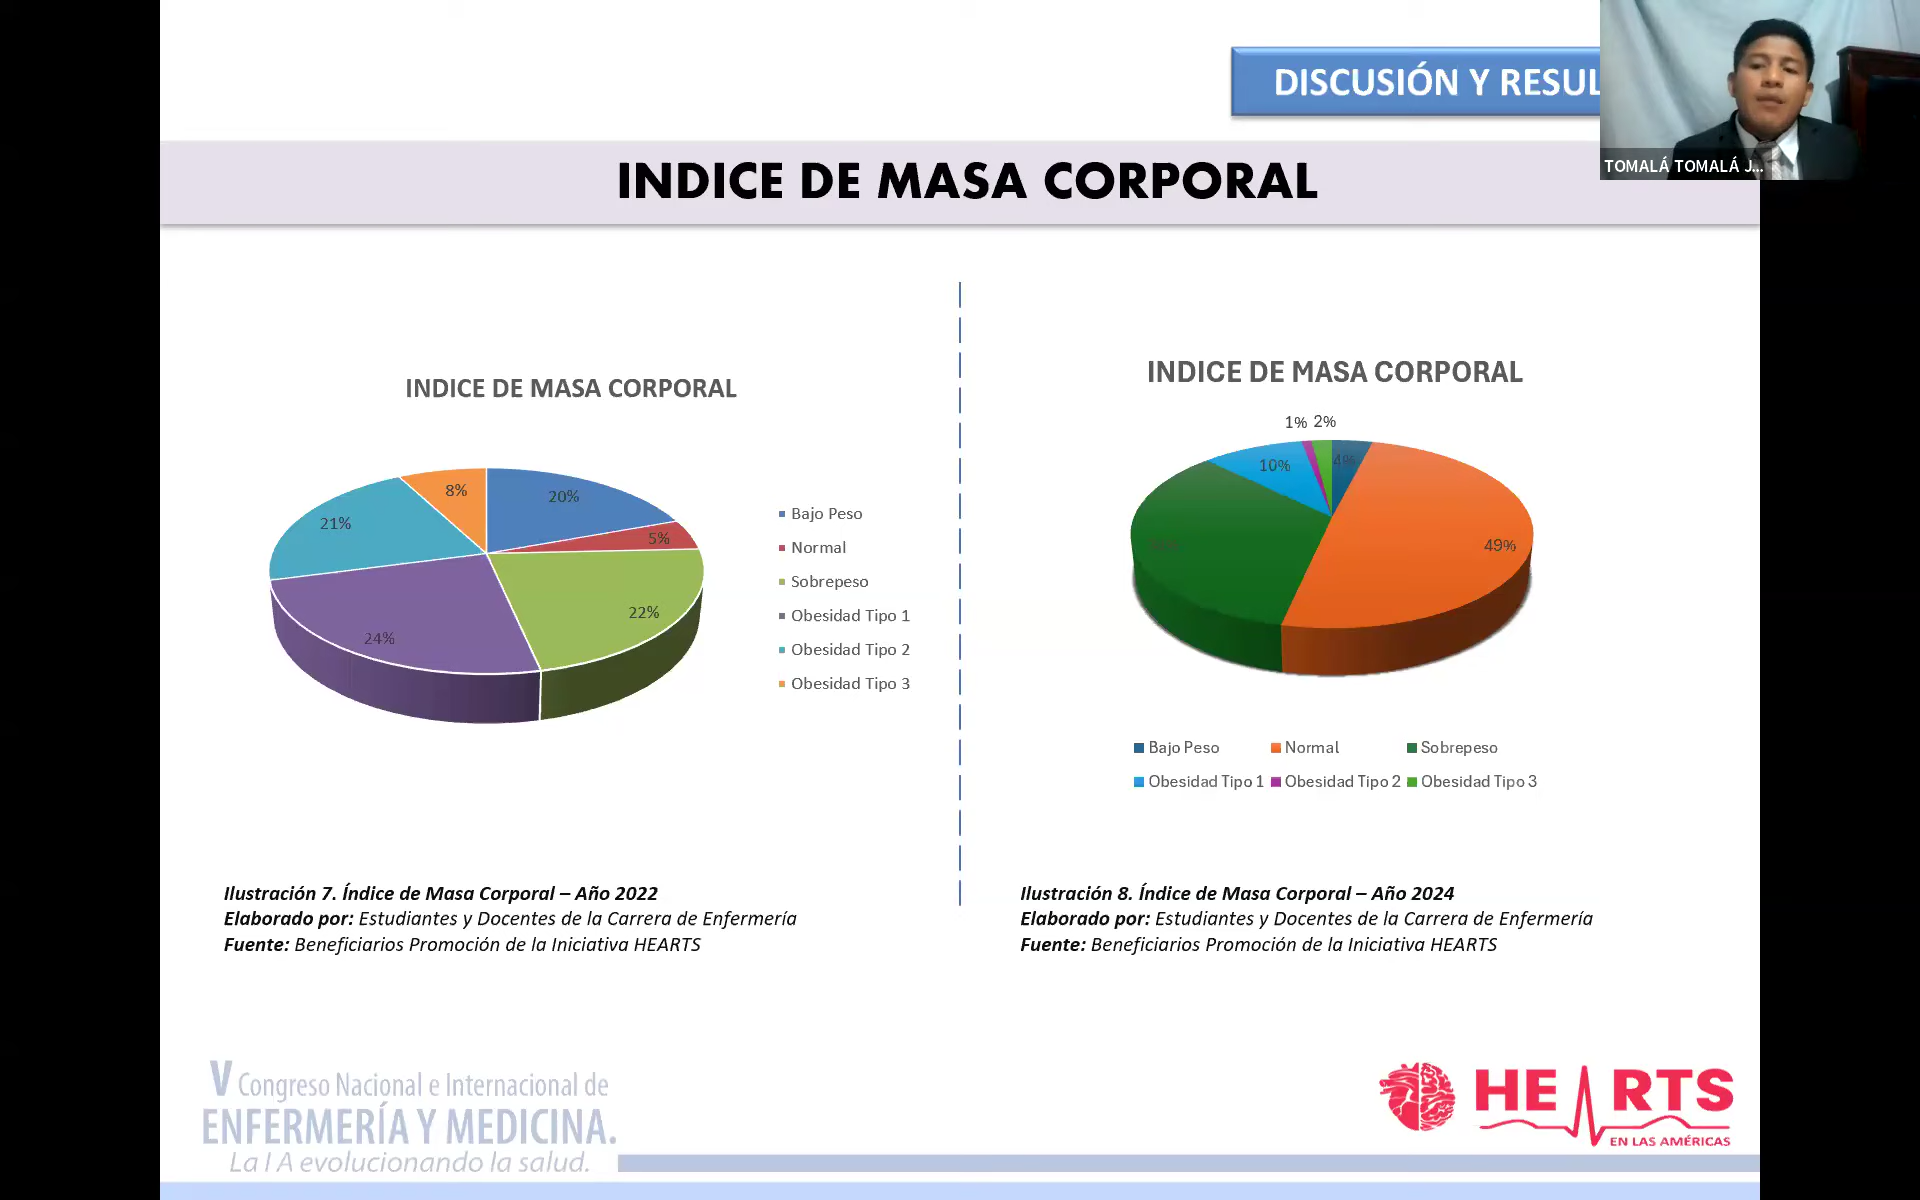 DISCUSIÓN Y RESUL
TOMALÁ TOMALÁ J...
INDICE DE MASA CORPORAL
INDICE DE MASA CORPORAL
20%
5%
22%
24%
21%
8%
Bajo Peso
Normal
Sobrepeso
Obesidad Tipo 1
Obesidad Tipo 2
Obesidad Tipo 3
Ilustración 7. Índice de Masa Corporal – Año 2022
Elaborado por: Estudiantes y Docentes de la Carrera de Enfermería
Fuente: Beneficiarios Promoción de la Iniciativa HEARTS
INDICE DE MASA CORPORAL
1% 2%
10%
4%
49%
Bajo Peso Normal Sobrepeso
Obesidad Tipo 1 Obesidad Tipo 2 Obesidad Tipo 3
Ilustración 8. Índice de Masa Corporal – Año 2024
Elaborado por: Estudiantes y Docentes de la Carrera de Enfermería
Fuente: Beneficiarios Promoción de la Iniciativa HEARTS
V Congreso Nacional e Internacional de
ENFERMERÍA Y MEDICINA.
La I A evolucionando la salud.
HEARTS
EN LAS AMÉRICAS